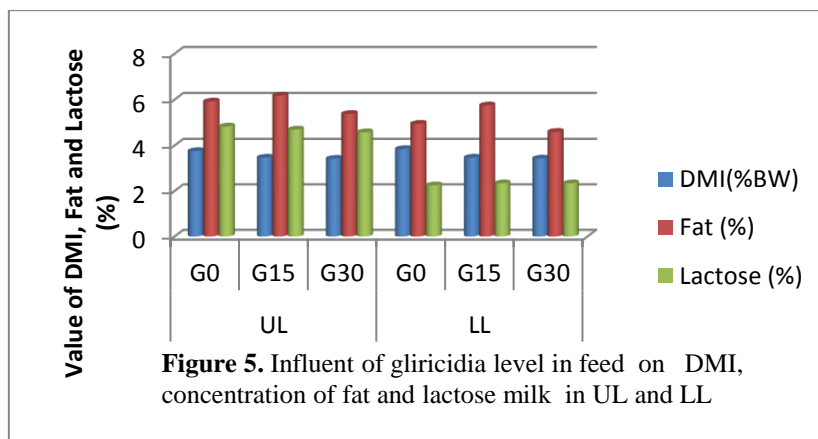 Value of DMI, Fat and Lactose
(%)
8
6
4
2
0
G0 G15 G30 G0 G15 G30
UL LL
DMI(%BW)
Fat (%)
Lactose (%)
Figure 5. Influent of gliricidia level in feed on DMI,
concentration of fat and lactose milk in UL and LL